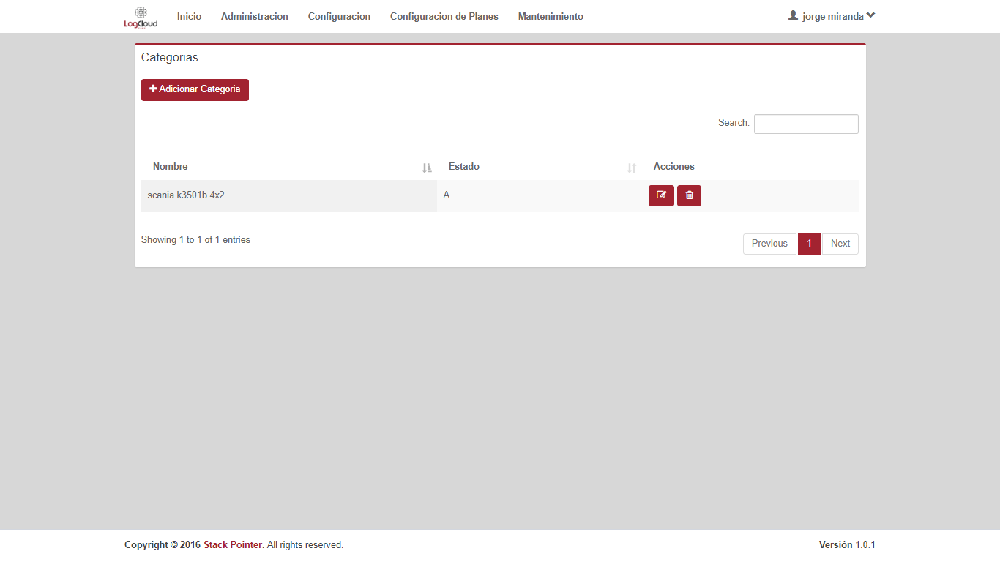 LogCloud
Inicio Administracion Configuracion Configuracion de Planes Mantenimiento jorge miranda
Categorias
Adicionar Categoria
Search:
Nombre Estado Acciones
scania k3501b 4x2 A
Showing 1 to 1 of 1 entries Previous 1 Next
Copyright © 2016 Stack Pointer. All rights reserved. Versión 1.0.1